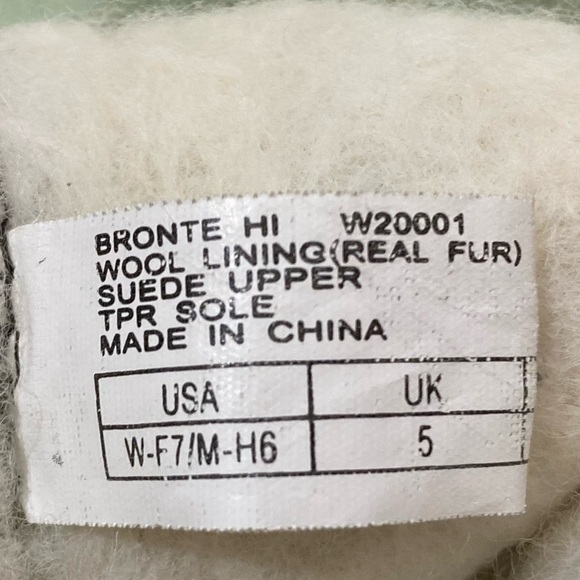 BRONTE HI W20001
WOOL LINING(REAL FUR)
SUEDE UPPER
TPR SOLE
MADE IN CHINA
USA UK
W-F7/M-H6 5